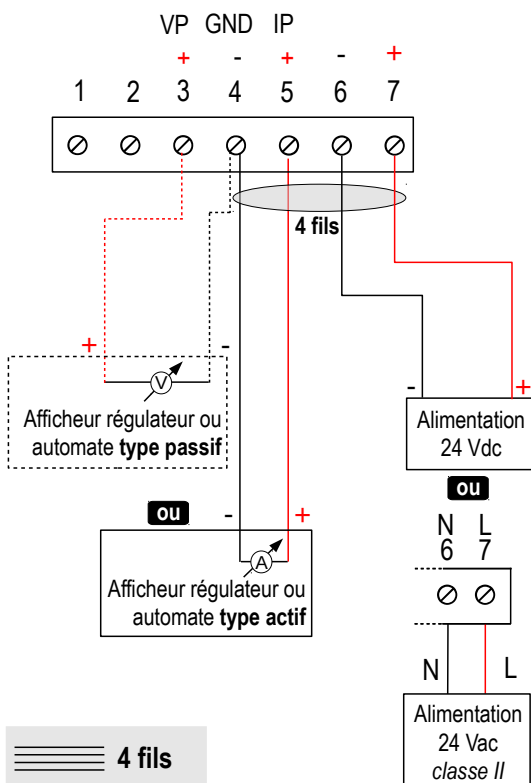 VP GND IP
+ - + - +
1 2 3 4 5 6 7
4 fils
+ -
V
Afficheur régulateur ou
automate type passif
- +
Alimentation
24 Vdc
ou
ou
- +
A
Afficheur régulateur ou
automate type actif
N L
6 7
N L
Alimentation
24 Vac
classe II
4 fils